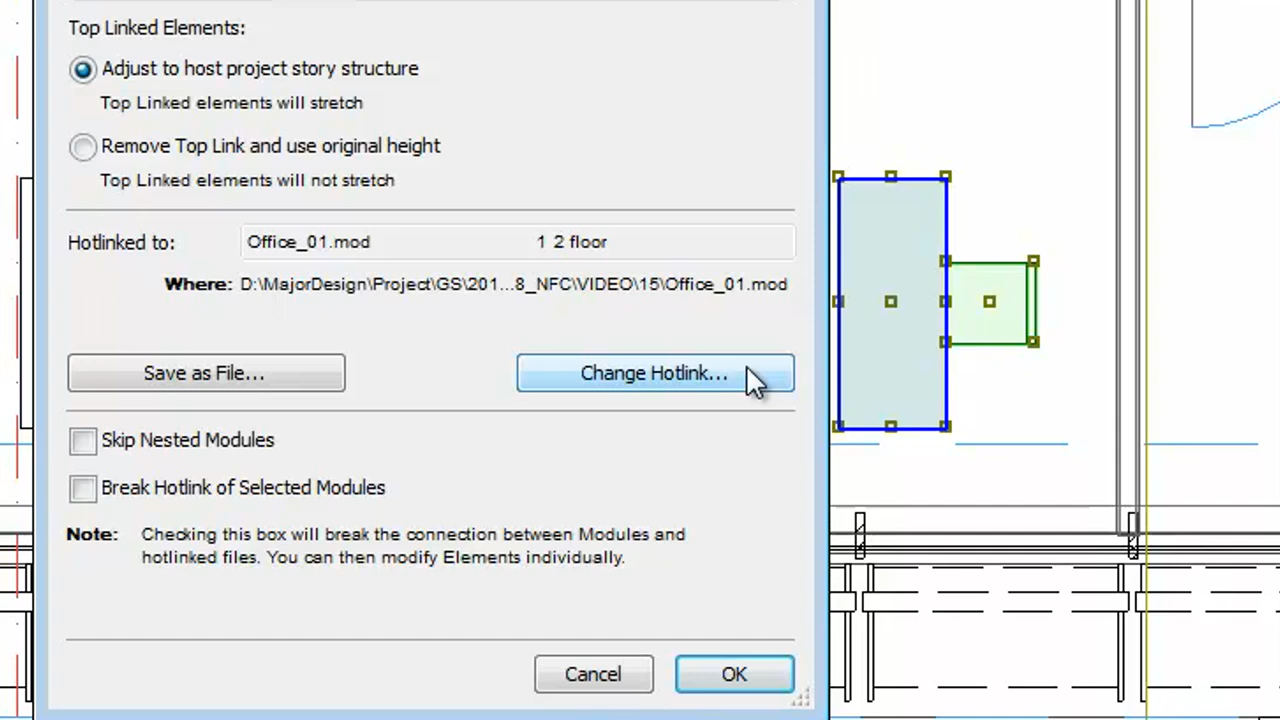 Top Linked Elements:
Adjust to host project story structure
Top Linked elements will stretch
Remove Top Link and use original height
Top Linked elements will not stretch
Hotlinked to: Office_01.mod 1 2 floor
Where: D:\MajorDesign\Project\GS\201...8_NFC\VIDEO\15\Office_01.mod
Save as File... Change Hotlink...
Skip Nested Modules
Break Hotlink of Selected Modules
Note: Checking this box will break the connection between Modules and
hotlinked files. You can then modify Elements individually.
Cancel OK